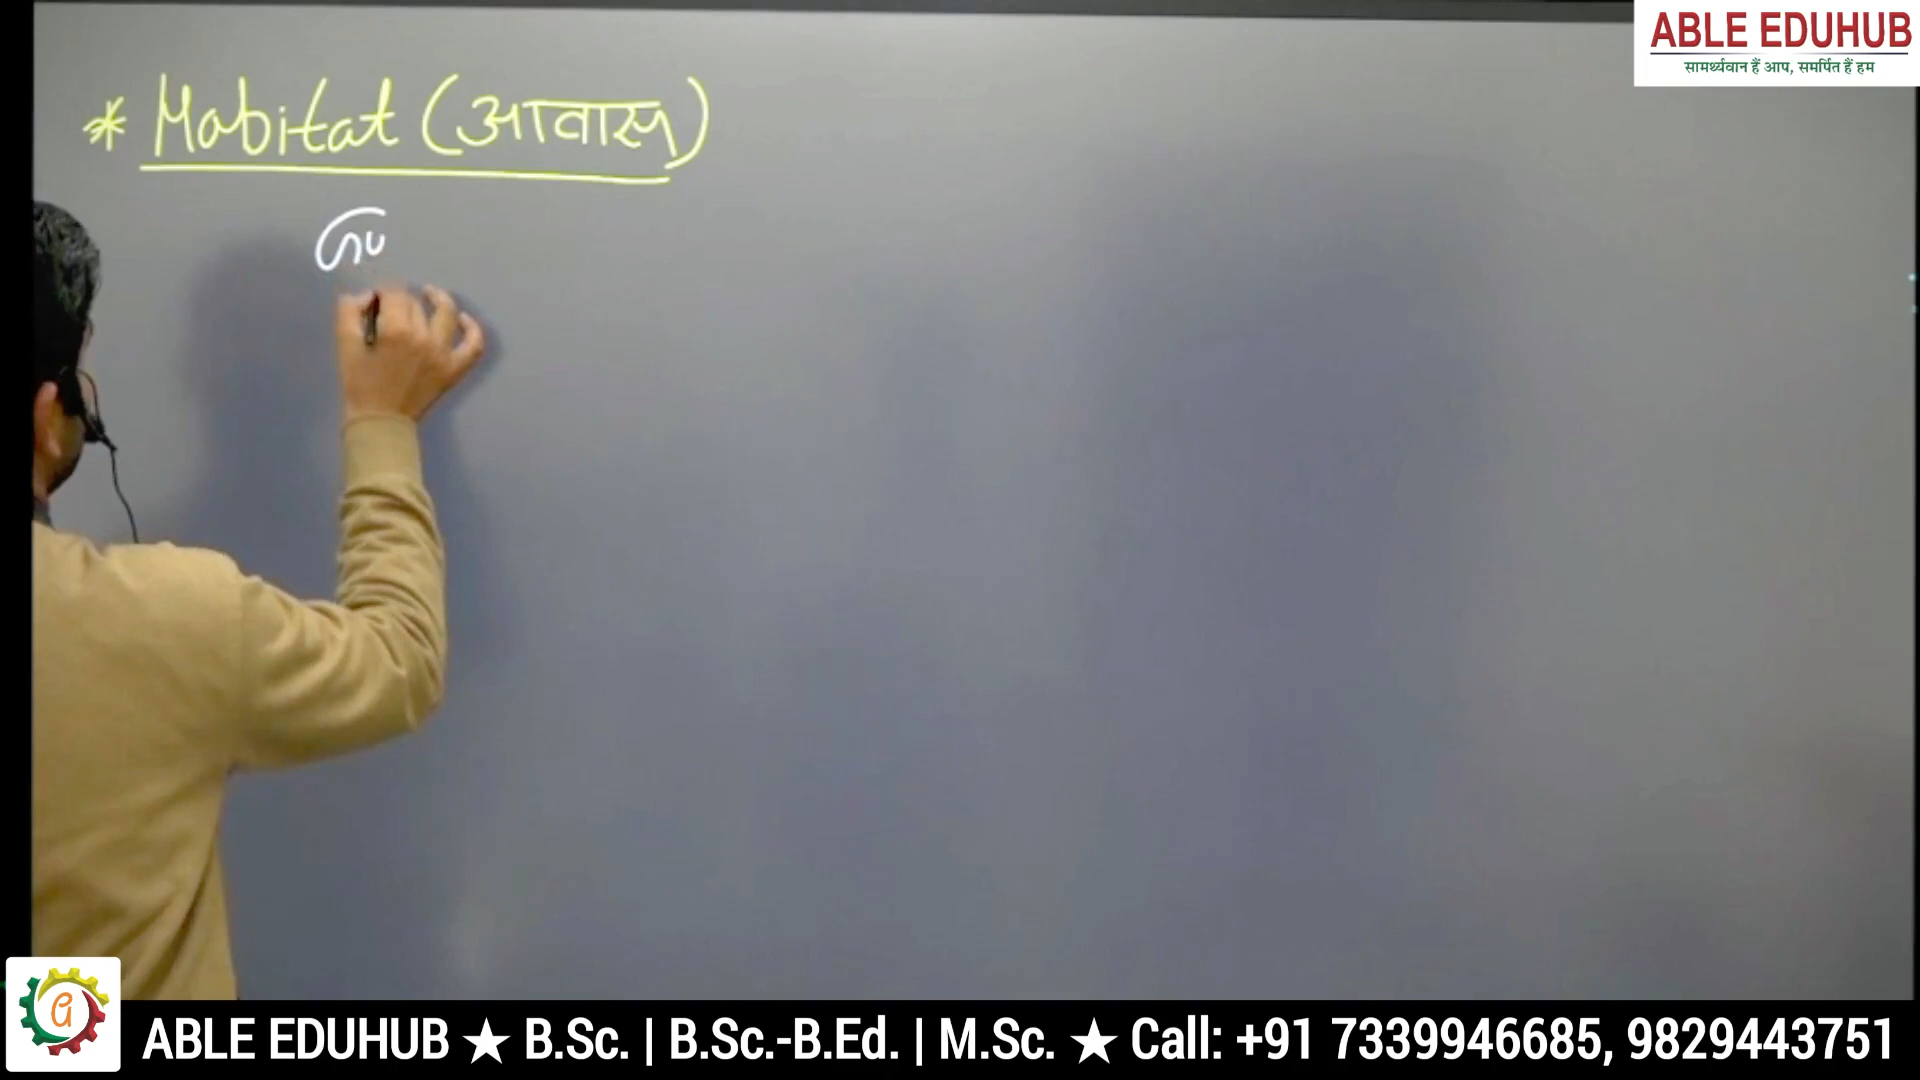 ABLE EDUHUB
सामर्थ्यवान हैं आप, समर्पित हैं हम
* Habitat (आवास)
ABLE EDUHUB ★ B.Sc. | B.Sc.-B.Ed. | M.Sc. ★ Call: +91 7339946685, 9829443751